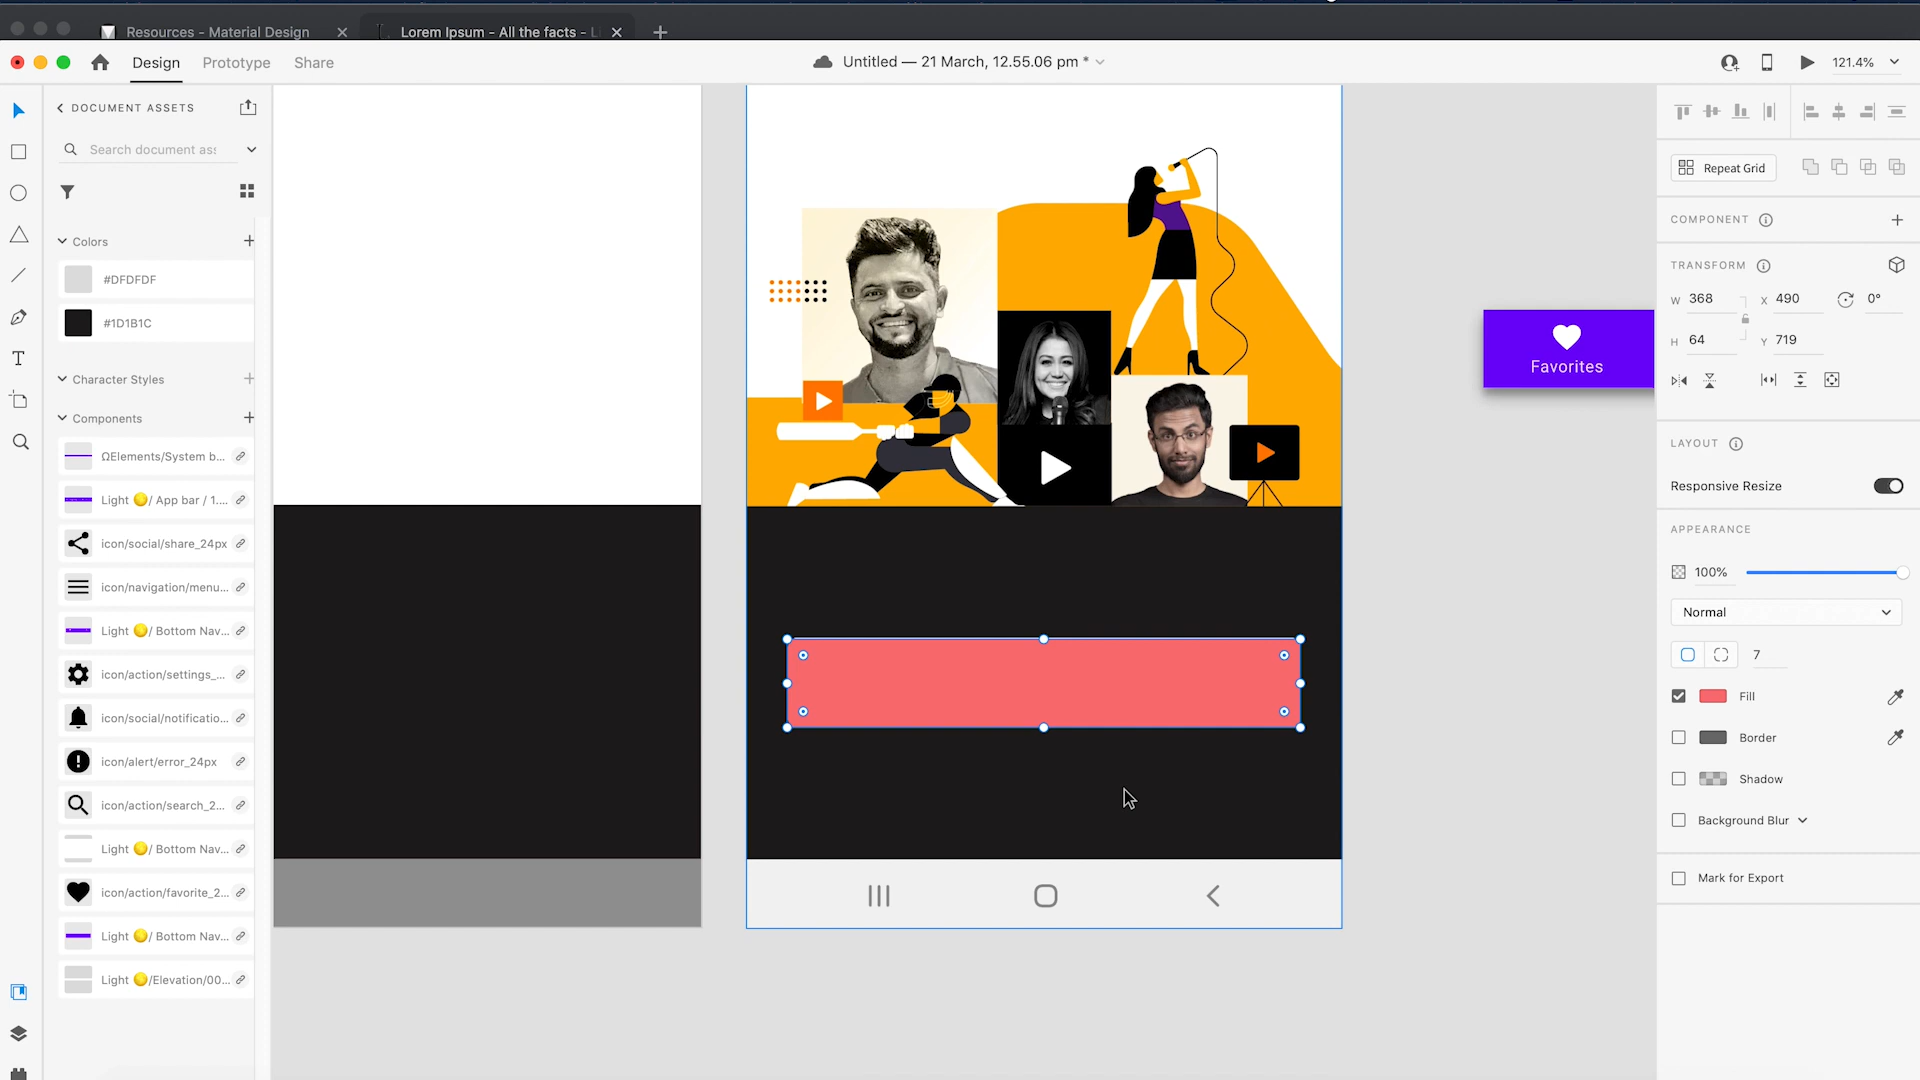 Resources - Material Design
Lorem Ipsum - All the facts - L
Design
Prototype
Share
Untitled — 21 March, 12.55.06 pm *
121.4%
DOCUMENT ASSETS
Search document ass
Colors
#DFDFDF
#1D1B1C
Character Styles
Components
ΩElements/System b...
Light 🟡/ App bar / 1....
icon/social/share_24px
icon/navigation/menu...
Light 🟡/ Bottom Nav...
icon/action/settings_...
icon/social/notificatio...
icon/alert/error_24px
icon/action/search_2...
Light 🟡/ Bottom Nav...
icon/action/favorite_2...
Light 🟡/ Bottom Nav...
Light 🟡/Elevation/00...
Favorites
Repeat Grid
COMPONENT
TRANSFORM
W 368 X 490 0°
H 64 Y 719
LAYOUT
Responsive Resize
APPEARANCE
100%
Normal
7
Fill
Border
Shadow
Background Blur
Mark for Export